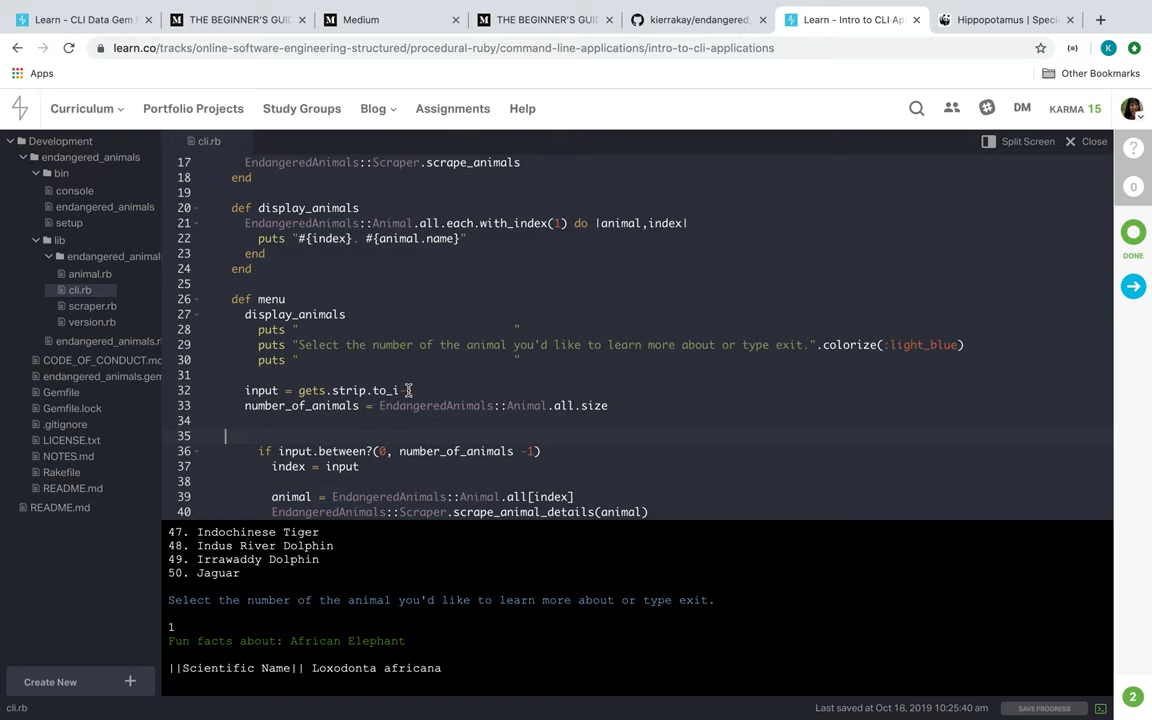 Learn - CLI Data Gem
THE BEGINNER'S GUI
Medium
THE BEGINNER'S GUI
kierrakay/endangered_
Learn - Intro to CLI Ap
Hippopotamus | Speci
learn.co/tracks/online-software-engineering-structured/procedural-ruby/command-line-applications/intro-to-cli-applications
K
Apps
Other Bookmarks
Curriculum
Portfolio Projects
Study Groups
Blog
Assignments
Help
DM
KARMA 15
Development
endangered_animals
bin
console
endangered_animals
setup
lib
endangered_animal
animal.rb
cli.rb
scraper.rb
version.rb
endangered_animals.r
CODE_OF_CONDUCT.md
endangered_animals.gem
Gemfile
Gemfile.lock
.gitignore
LICENSE.txt
NOTES.md
Rakefile
README.md
README.md
Create New +
cli.rb
cli.rb
Split Screen
Close
17 EndangeredAnimals::Scraper.scrape_animals
18 end
19
20 def display_animals
21 EndangeredAnimals::Animal.all.each.with_index(1) do |animal,index|
22 puts "#{index}. #{animal.name}"
23 end
24 end
25
26 def menu
27 display_animals
28 puts " "
29 puts "Select the number of the animal you'd like to learn more about or type exit.".colorize(:light_blue)
30 puts " "
31
32 input = gets.strip.to_i-
33 number_of_animals = EndangeredAnimals::Animal.all.size
34
35
36 if input.between?(0, number_of_animals -1)
37 index = input
38
39 animal = EndangeredAnimals::Animal.all[index]
40 EndangeredAnimals::Scraper.scrape_animal_details(animal)
47. Indochinese Tiger
48. Indus River Dolphin
49. Irrawaddy Dolphin
50. Jaguar
Select the number of the animal you'd like to learn more about or type exit.
1
Fun facts about: African Elephant
||Scientific Name|| Loxodonta africana
?
0
DONE
2
Last saved at Oct 18, 2019 10:25:40 am
SAVE PROGRESS